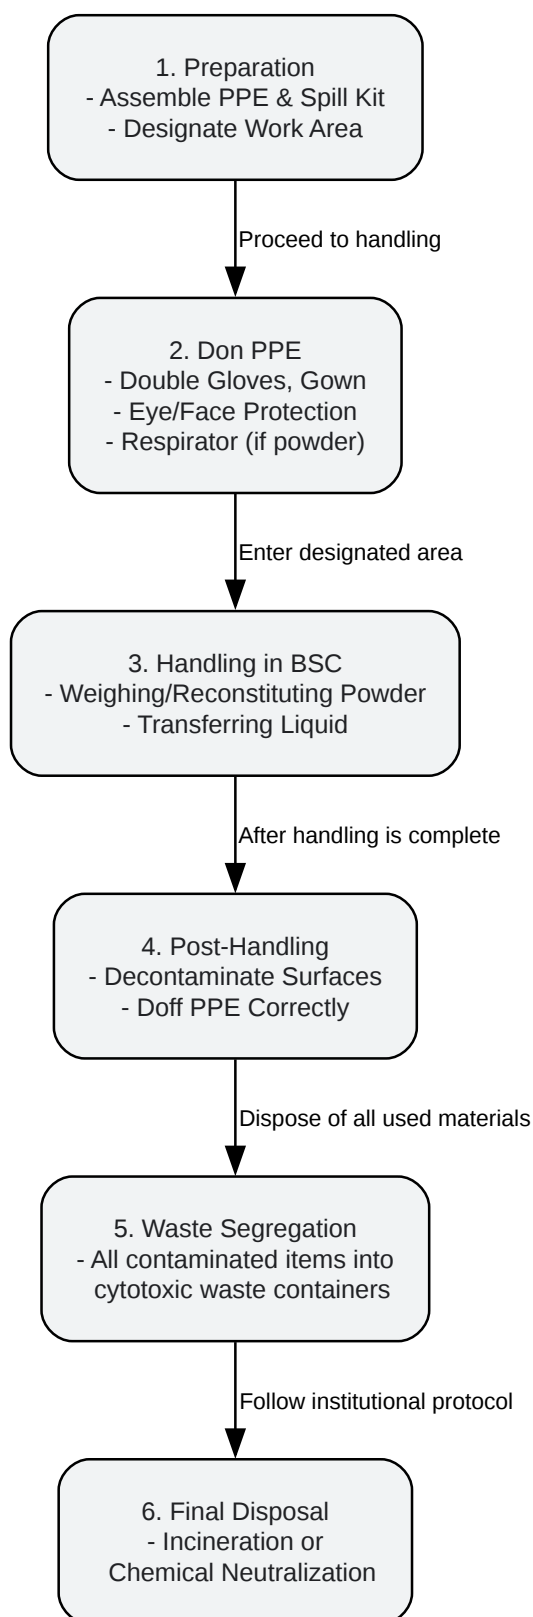 1. Preparation
- Assemble PPE & Spill Kit
- Designate Work Area
Proceed to handling
2. Don PPE
- Double Gloves, Gown
- Eye/Face Protection
- Respirator (if powder)
Enter designated area
3. Handling in BSC
- Weighing/Reconstituting Powder
- Transferring Liquid
After handling is complete
4. Post-Handling
- Decontaminate Surfaces
- Doff PPE Correctly
Dispose of all used materials
5. Waste Segregation
- All contaminated items into
cytotoxic waste containers
Follow institutional protocol
6. Final Disposal
- Incineration or
Chemical Neutralization